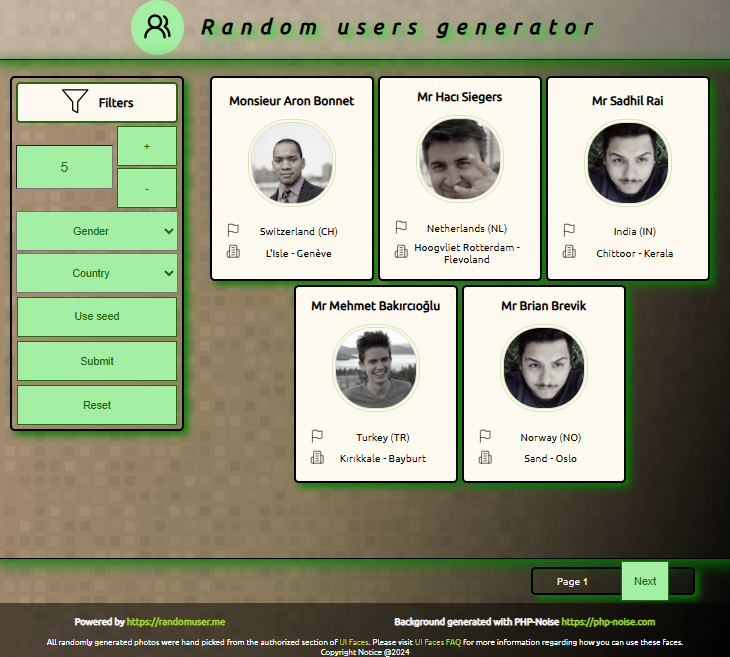 Random users generator
Filters
5
+
-
Gender
Country
Use seed
Submit
Reset
Monsieur Aron Bonnet
Switzerland (CH)
L'Isle - Genève
Mr Hacı Siegers
Netherlands (NL)
Hoogvliet Rotterdam -
Flevoland
Mr Sadhil Rai
India (IN)
Chittoor - Kerala
Mr Mehmet Bakırcıoğlu
Turkey (TR)
Kırıkkale - Bayburt
Mr Brian Brevik
Norway (NO)
Sand - Oslo
Page 1
Next
Powered by https://randomuser.me
Background generated with PHP-Noise https://php-noise.com
All randomly generated photos were hand picked from the authorized section of UI Faces. Please visit UI Faces FAQ for more information regarding how you can use these faces.
Copyright Notice @2024